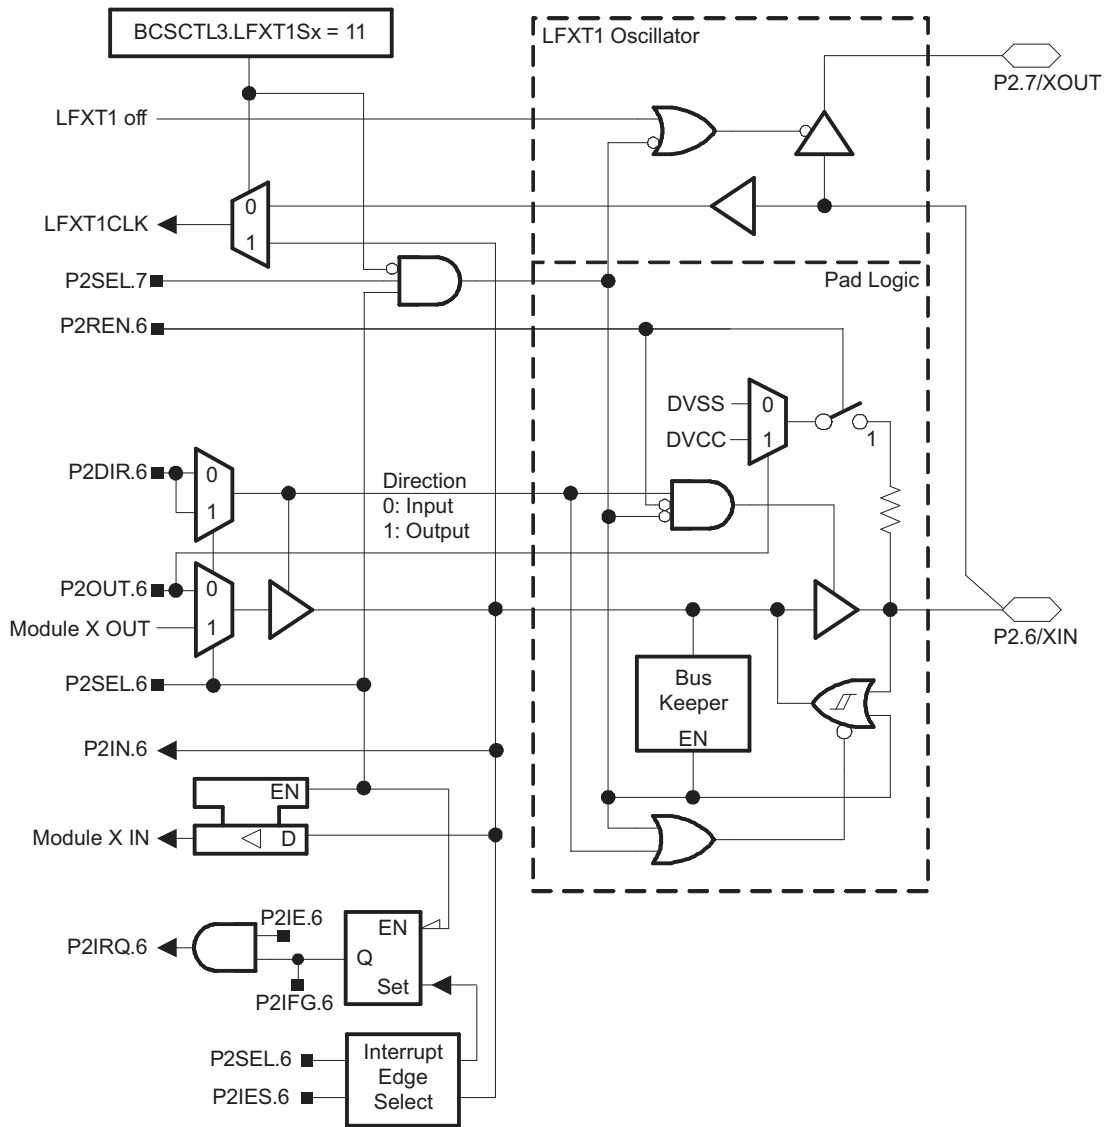 BCSCTL3.LFXT1Sx = 11
LFXT1 Oscillator
P2.7/XOUT
LFXT1 off
0
LFXT1CLK
1
P2SEL.7
Pad Logic
P2REN.6
DVSS
0
DVCC
1
1
P2DIR.6
0
1
Direction
0: Input
1: Output
P2OUT.6
0
Module X OUT
1
P2.6/XIN
P2SEL.6
Bus
Keeper
EN
P2IN.6
EN
Module X IN
D
P2IE.6
EN
P2IRQ.6
Q
Set
P2IFG.6
P2SEL.6
P2IES.6
Interrupt
Edge
Select